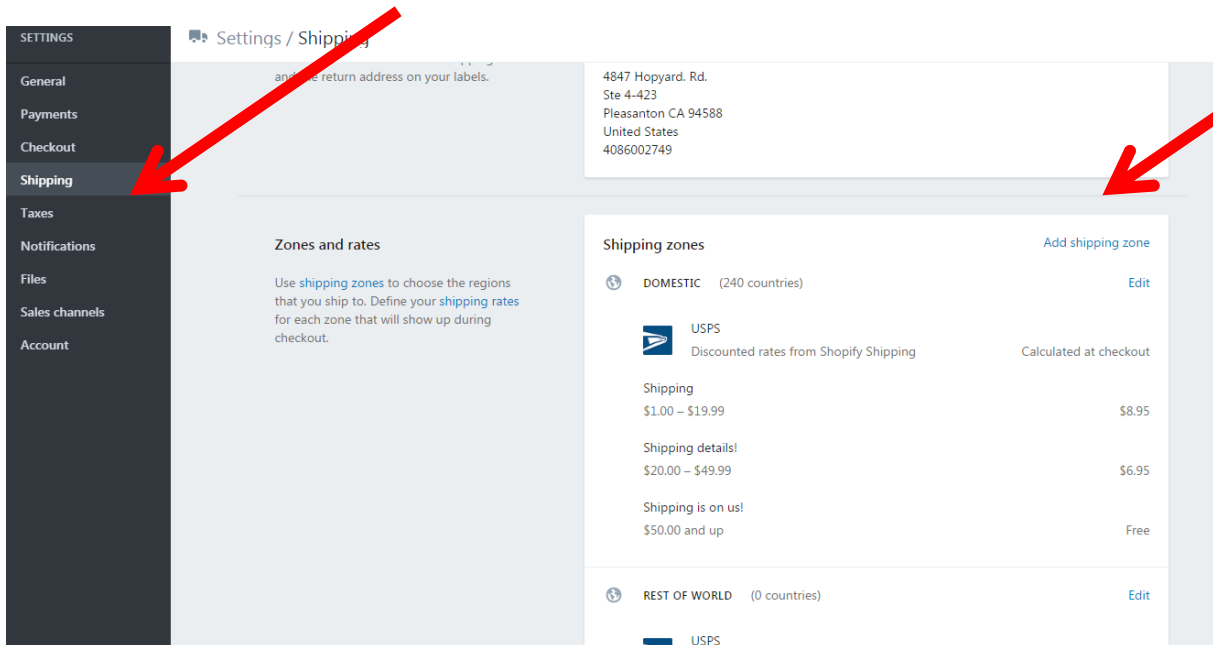 SETTINGS
Settings / Shipping
General
Payments
Checkout
Shipping
Taxes
Notifications
Files
Sales channels
Account
and the return address on your labels.
4847 Hopyard. Rd.
Ste 4-423
Pleasanton CA 94588
United States
4086002749
Zones and rates
Use shipping zones to choose the regions
that you ship to. Define your shipping rates
for each zone that will show up during
checkout.
Shipping zones Add shipping zone
DOMESTIC (240 countries) Edit
USPS
Discounted rates from Shopify Shipping Calculated at checkout
Shipping
$1.00 – $19.99 $8.95
Shipping details!
$20.00 – $49.99 $6.95
Shipping is on us!
$50.00 and up Free
REST OF WORLD (0 countries) Edit
USPS